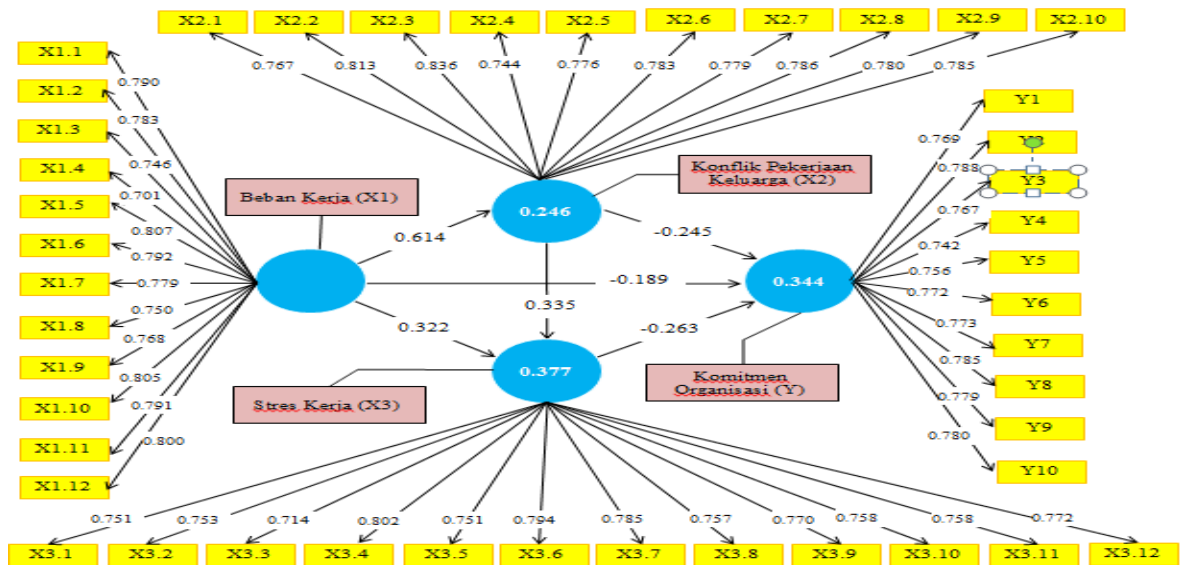 X2.1 X2.2 X2.3 X2.4 X2.5 X2.6 X2.7 X2.8 X2.9 X2.10
0.767 0.813 0.836 0.744 0.776 0.783 0.779 0.786 0.780 0.785
X1.1
X1.2
X1.3
X1.4
X1.5
X1.6
X1.7
X1.8
X1.9
X1.10
X1.11
X1.12
0.790
0.783
0.746
0.701
0.807
0.792
0.779
0.750
0.768
0.805
0.791
0.800
Beban Kerja (X1)
Konflik Pekerjaan
Keluarga (X2)
0.246
0.614
-0.245
-0.189
0.335
0.344
0.322
-0.263
0.377
Stres Kerja (X3)
Komitmen
Organisasi (Y)
0.769
0.788
0.767
0.742
0.756
0.772
0.773
0.785
0.779
0.780
Y1
Y3
Y4
Y5
Y6
Y7
Y8
Y9
Y10
0.751 0.753 0.714 0.802 0.751 0.794 0.785 0.757 0.770 0.758 0.758 0.772
X3.1 X3.2 X3.3 X3.4 X3.5 X3.6 X3.7 X3.8 X3.9 X3.10 X3.11 X3.12